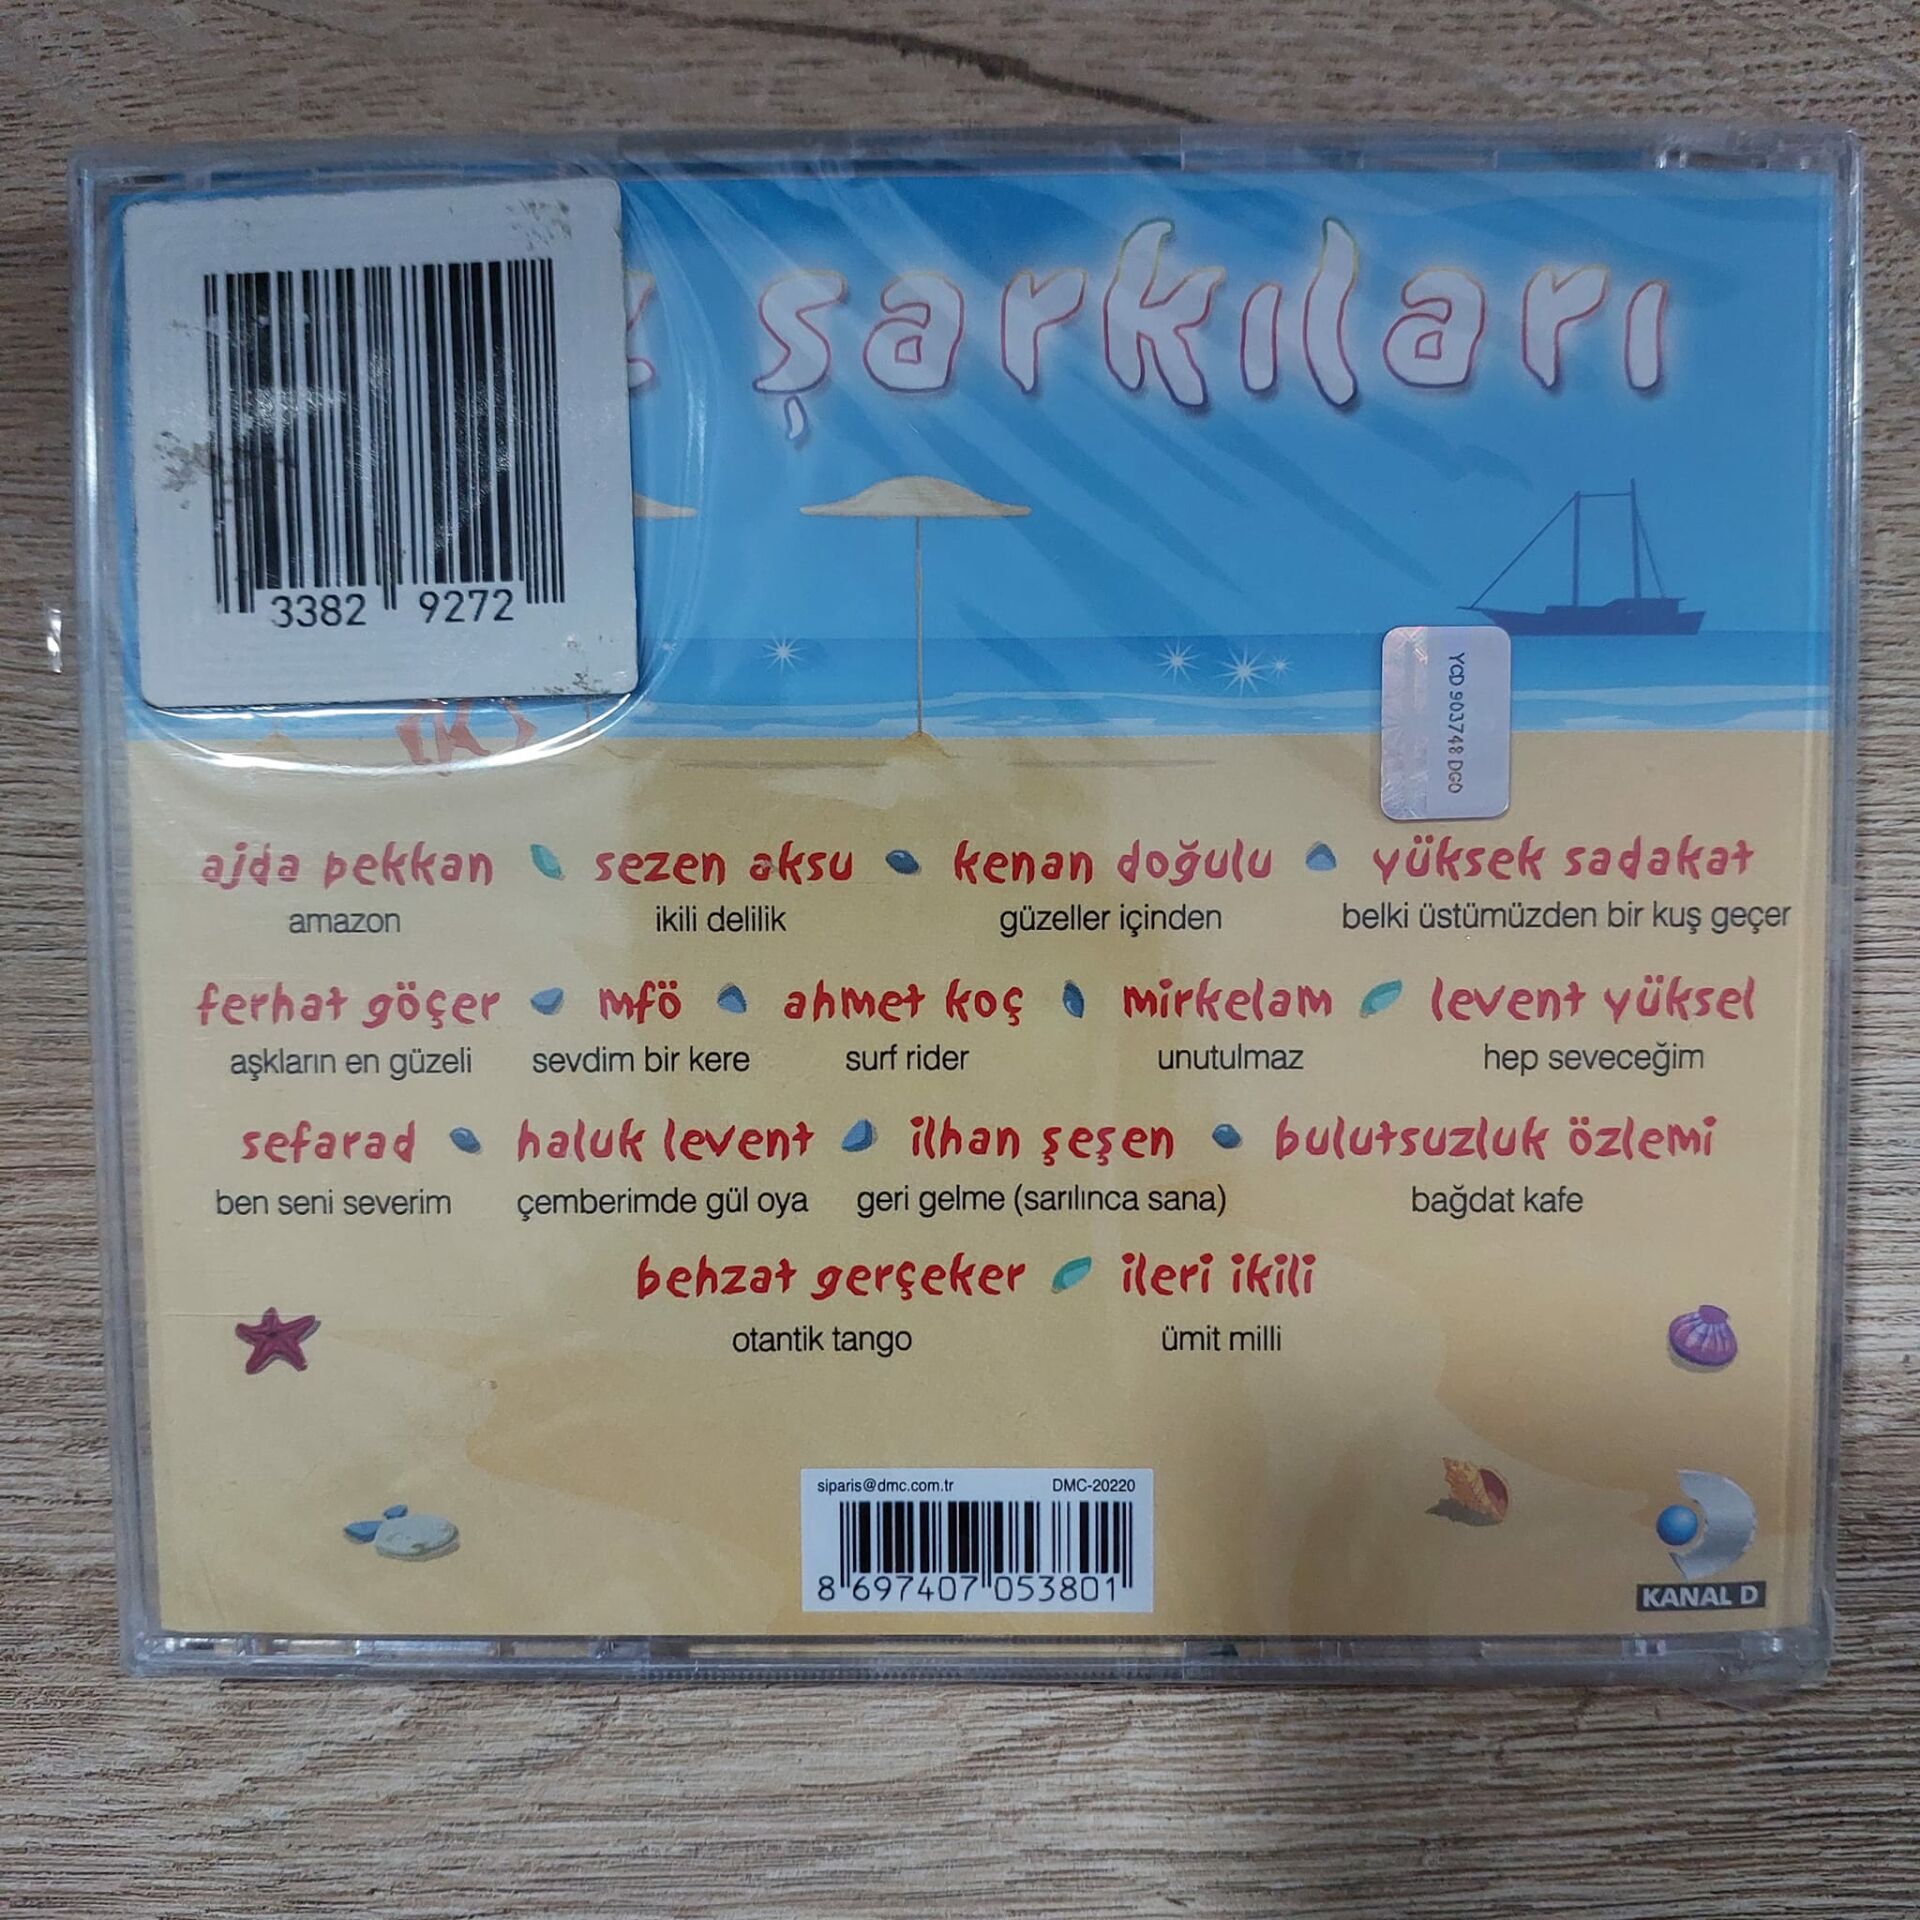 şarkıları
3382 9272
YCD 903748 DGO
ajda pekkan sezen aksu kenan doğulu yüksek sadakat
amazon ikili delilik güzeller içinden belki üstümüzden bir kuş geçer
ferhat göçer mfö ahmet koç mirkelam levent yüksel
aşkların en güzeli sevdim bir kere surf rider unutulmaz hep seveceğim
sefarad haluk levent ilhan şeşen bulutsuzluk özlemi
ben seni severim çemberimde gül oya geri gelme (sarılınca sana) bağdat kafe
behzat gerçeker ileri ikili
otantik tango ümit milli
siparis@dmc.com.tr DMC-20220
8 697407 053801
KANAL D